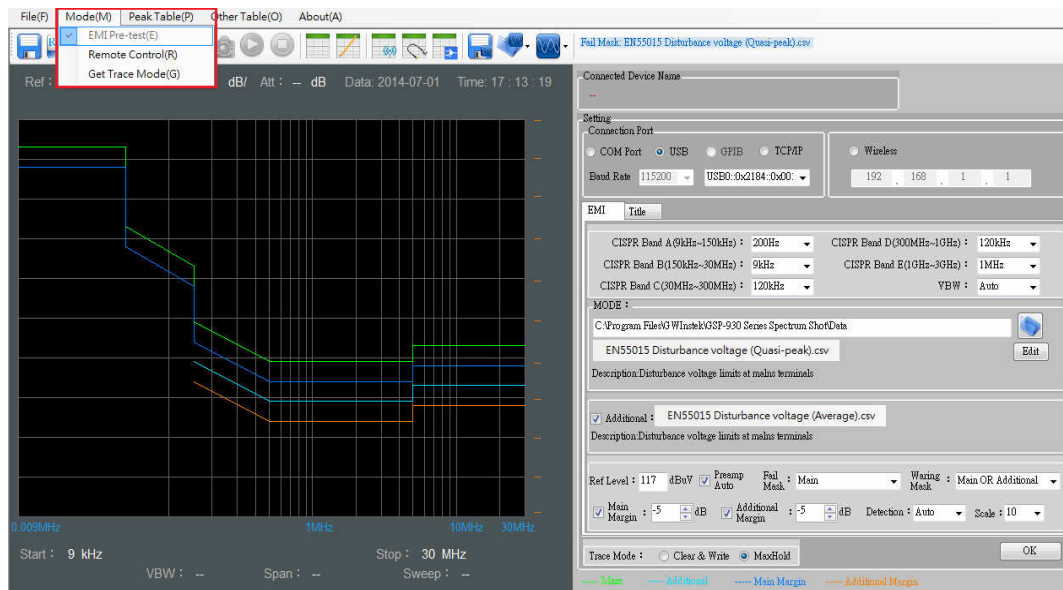 File(F) Mode(M) Peak Table(P) Other Table(O) About(A)
EMI Pre-test(E)
Remote Control(R)
Get Trace Mode(G)
Fail Mask: EN55015 Disturbance voltage (Quasi-peak).csv
Ref : dB/ Att : -- dB Data: 2014-07-01 Time: 17 : 13 : 19
Connected Device Name
--
Setting
Connection Port
COM Port USB GPIB TCP/IP Wireless
Baud Rate 115200 USB0::0x2184::0x00: 192 . 168 . 1 . 1
EMI Title
CISPR Band A(9kHz~150kHz) : 200Hz CISPR Band D(300MHz~1GHz) : 120kHz
CISPR Band B(150kHz~30MHz) : 9kHz CISPR Band E(1GHz~3GHz) : 1MHz
CISPR Band C(30MHz~300MHz) : 120kHz VBW : Auto
MODE :
C:\Program Files\GWInstek\GSP-930 Series Spectrum Shot\Data
EN55015 Disturbance voltage (Quasi-peak).csv Edit
Description:Disturbance voltage limits at malns terminals
Additional : EN55015 Disturbance voltage (Average).csv
Description:Disturbance voltage limits at malns terminals
Ref Level : 117 dBuV Preamp Auto Fail Mask : Main Waring Mask : Main OR Additional
Main Margin : -5 dB Additional Margin : -5 dB Detection : Auto Scale : 10
Trace Mode : Clear & Write MaxHold OK
----- Main ----- Additional ----- Main Margin ----- Additional Margin
0.009MHz 1MHz 10MHz 30MHz
Start : 9 kHz Stop : 30 MHz
VBW : -- Span : -- Sweep : --